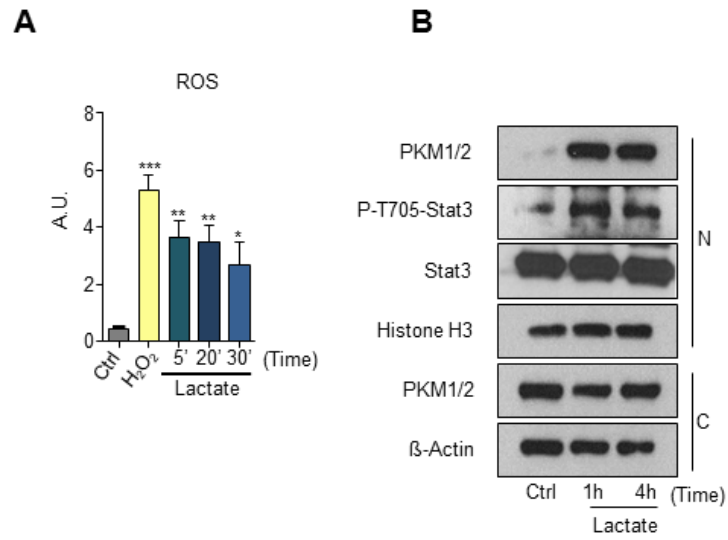 A
ROS
8
6
4
2
0
A.U.
***
**
**
*
Ctrl
H₂O₂
5' 20' 30' (Time)
Lactate
B
PKM1/2
P-T705-Stat3
Stat3
Histone H3
N
PKM1/2
ß-Actin
C
Ctrl 1h 4h (Time)
Lactate